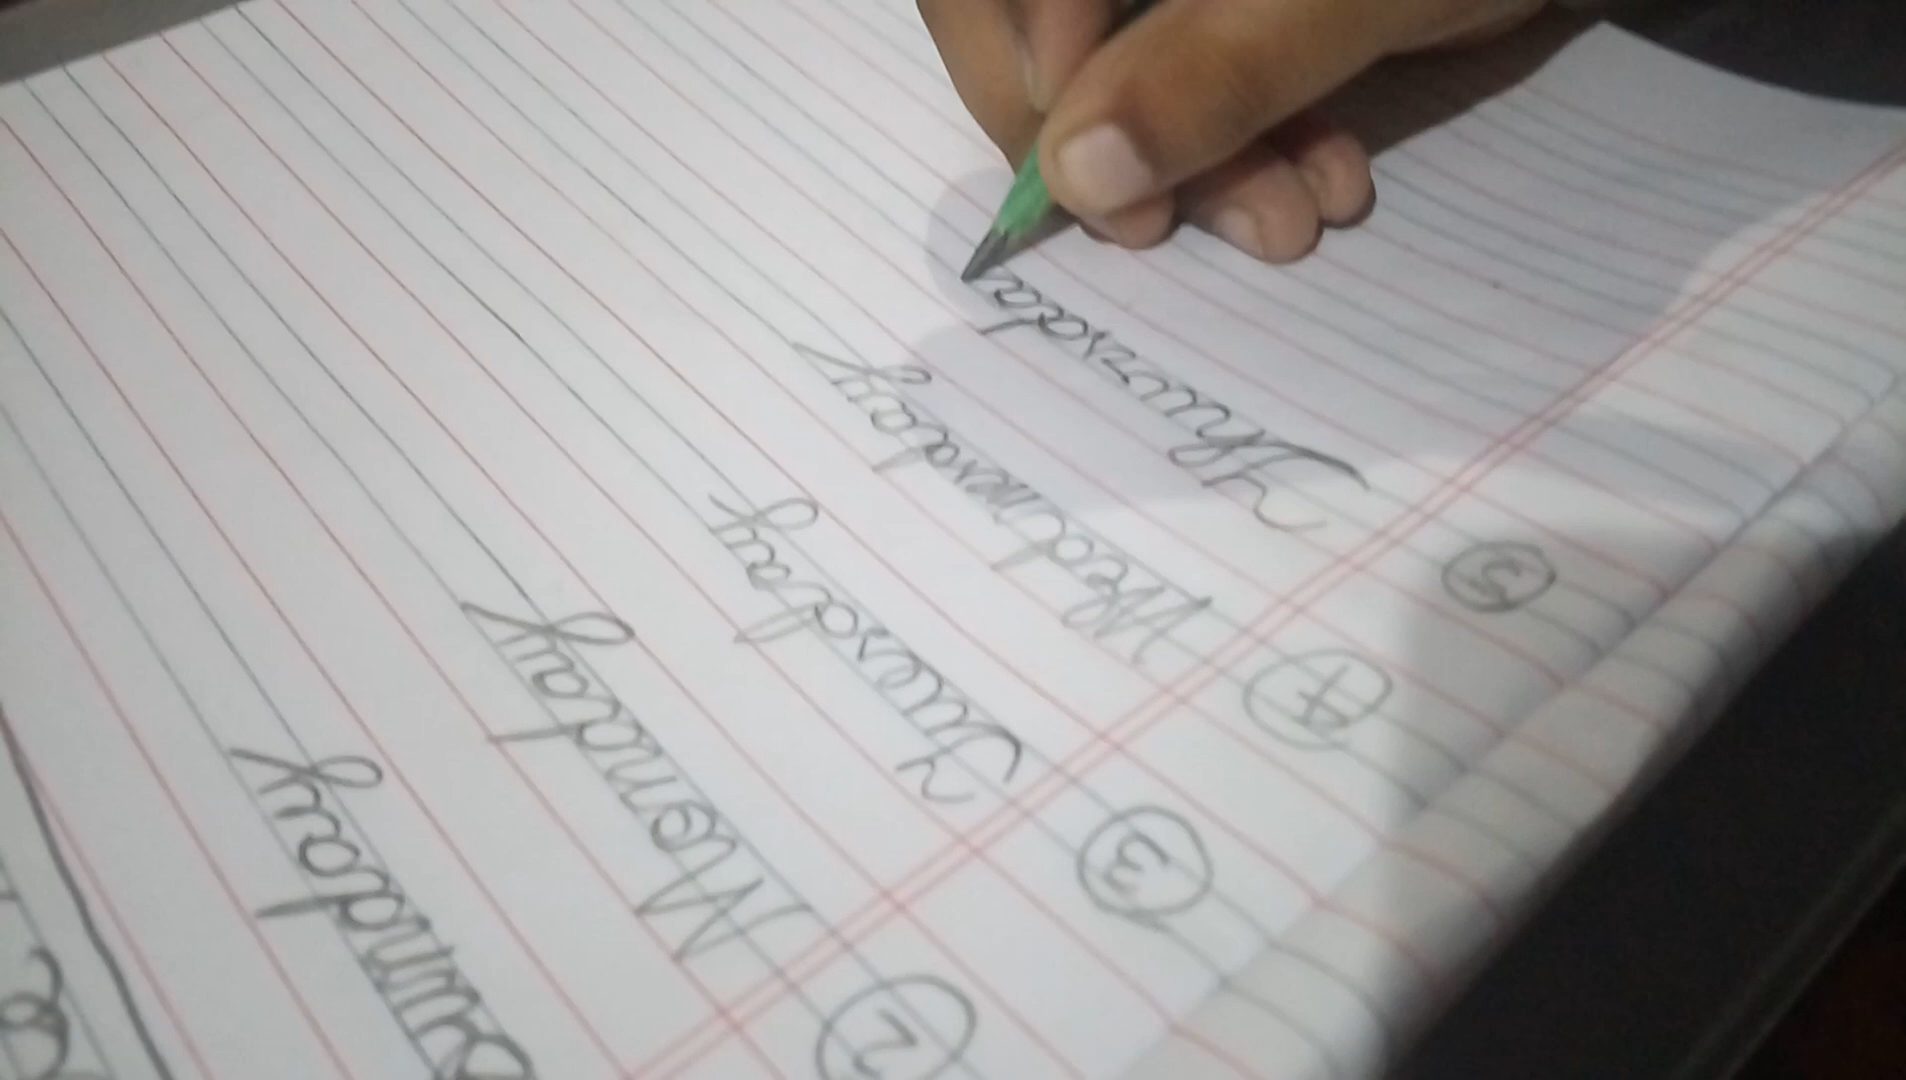 Sunday
② Monday
③ Tuesday
④ Wednesday
⑤ Thursday